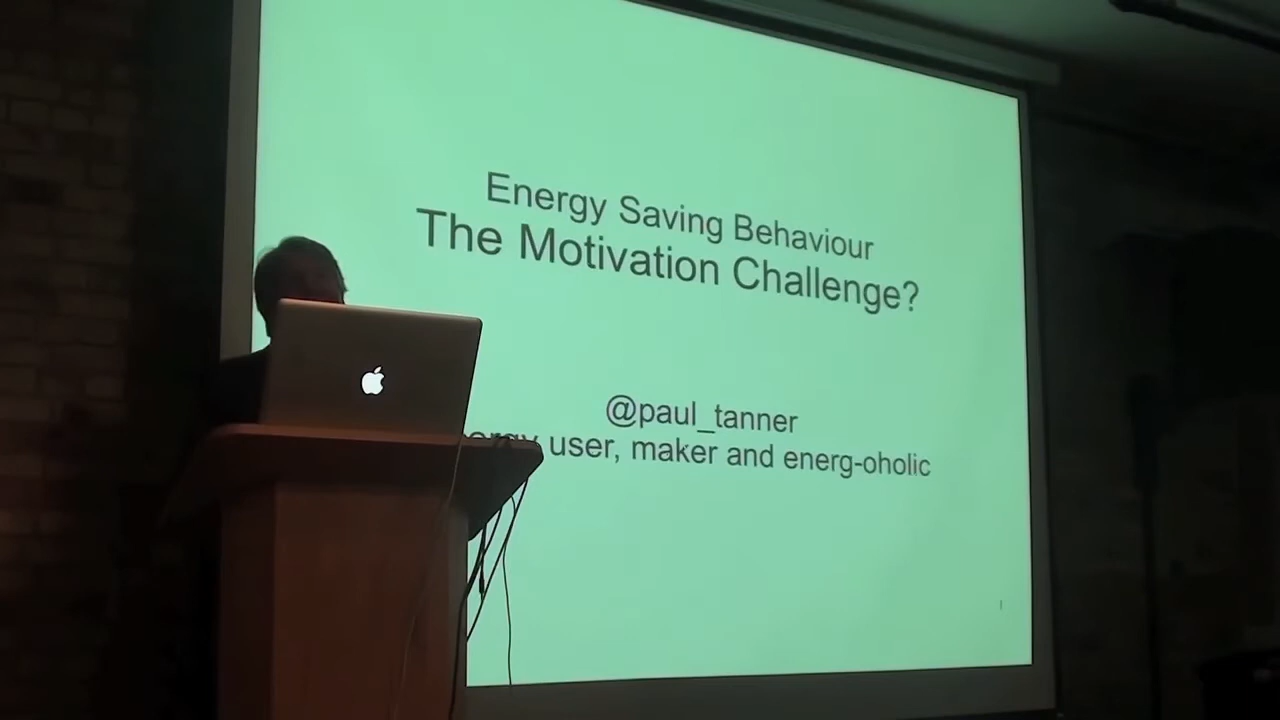 Energy Saving Behaviour
The Motivation Challenge?
@paul_tanner
user, maker and energ-oholic